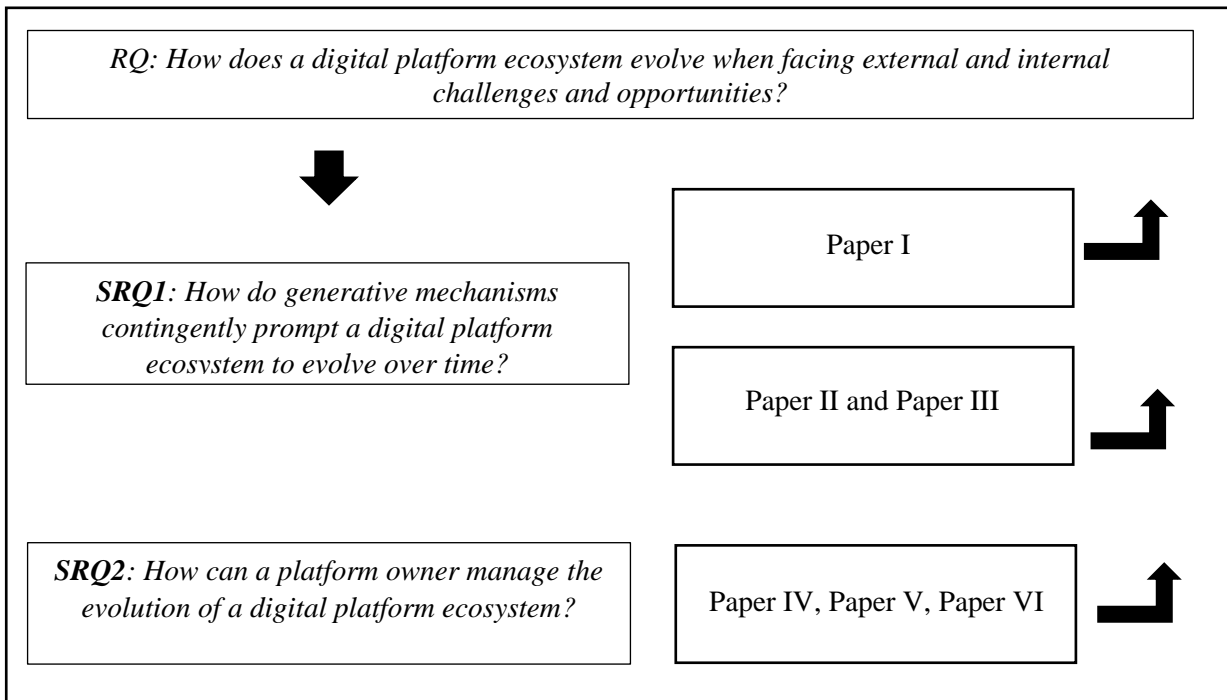 RQ: How does a digital platform ecosystem evolve when facing external and internal
challenges and opportunities?
Paper I
SRQ1: How do generative mechanisms
contingently prompt a digital platform
ecosystem to evolve over time?
Paper II and Paper III
SRQ2: How can a platform owner manage the
evolution of a digital platform ecosystem?
Paper IV, Paper V, Paper VI